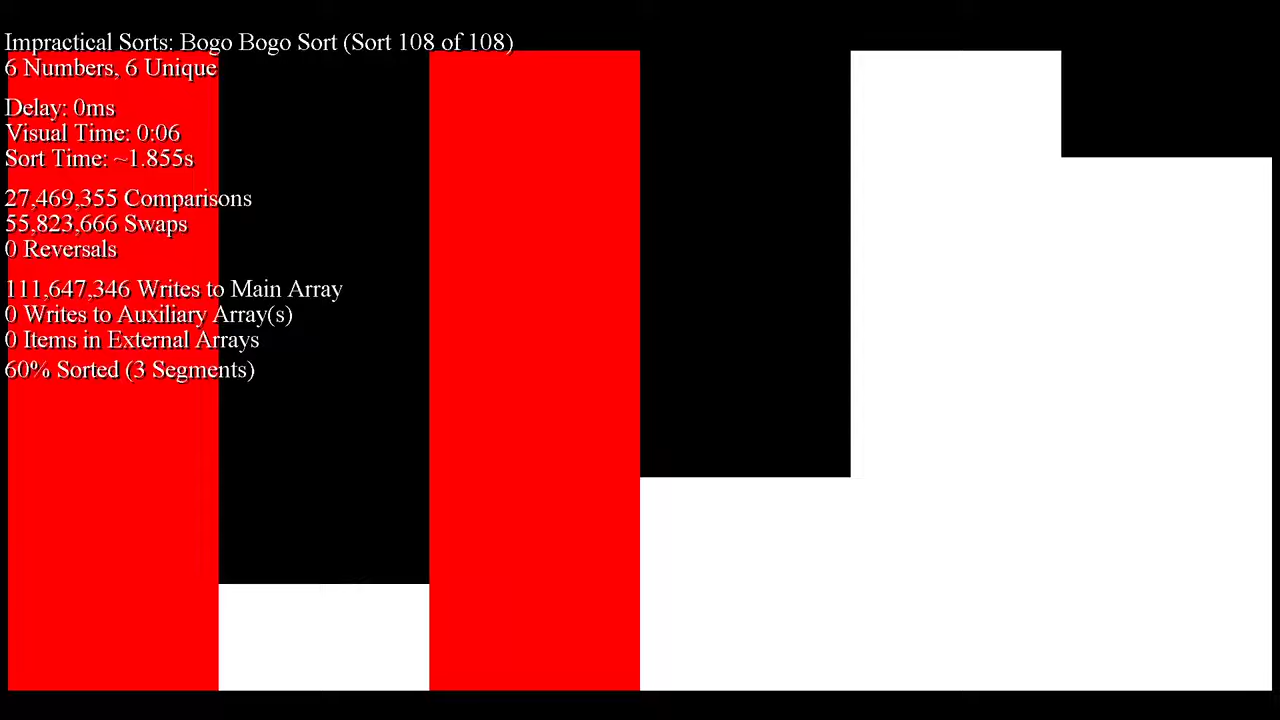 Impractical Sorts: Bogo Bogo Sort (Sort 108 of 108)
6 Numbers, 6 Unique
Delay: 0ms
Visual Time: 0:06
Sort Time: ~1.855s
27,469,355 Comparisons
55,823,666 Swaps
0 Reversals
111,647,346 Writes to Main Array
0 Writes to Auxiliary Array(s)
0 Items in External Arrays
60% Sorted (3 Segments)